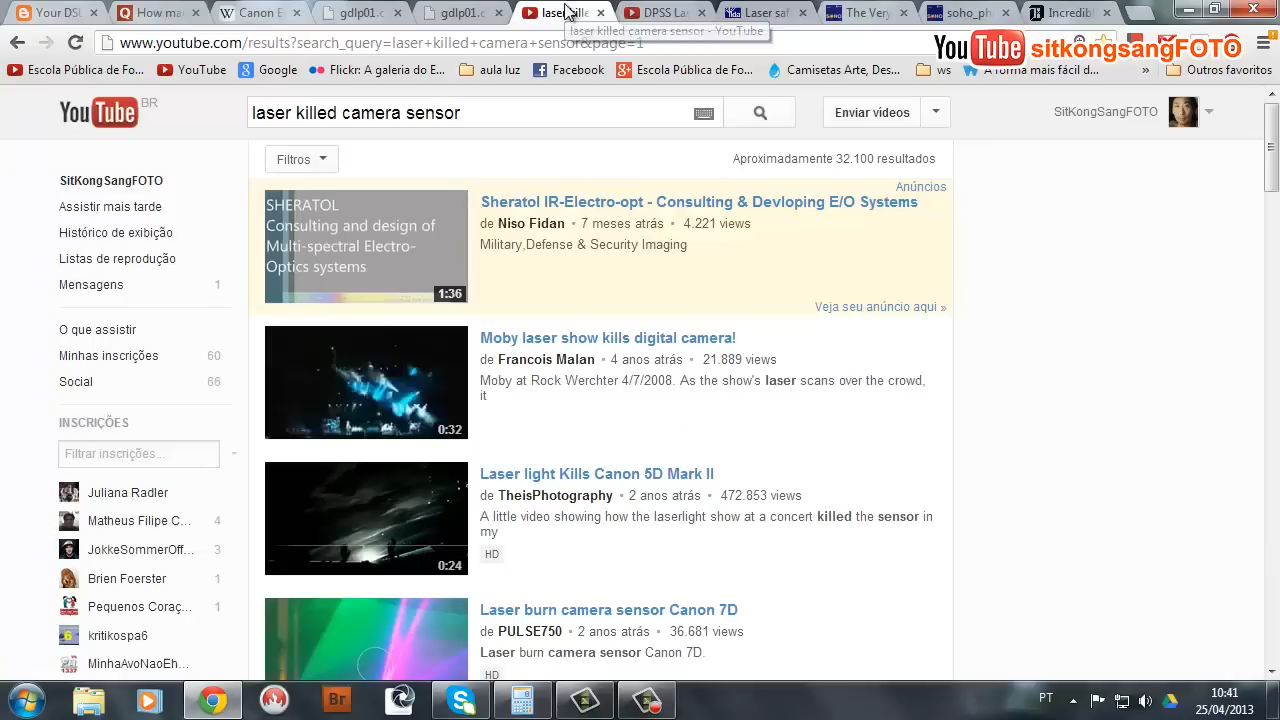 Your DSL
How mar
Canon E
gdlp01.c
gdlp01.c
laser kille
DPSS La
Laser saf
The Very
soho_ph
Incredibl
www.youtube.com/results?search_query=laser+killed+camera+sensor&page=1
laser killed camera sensor - YouTube
YouTube sitkongsangFOTO
Escola Pública de Fo...
YouTube
Google
Flickr: A galeria de ...
aula luz
Facebook
Escola Pública de Fo...
Camisetas Arte, Des...
ws
A forma mais fácil d...
»
Outros favoritos
YouTube BR
laser killed camera sensor
Enviar vídeos
SitKongSangFOTO
Filtros
Aproximadamente 32.100 resultados
SitKongSangFOTO
Assistir mais tarde
Histórico de exibição
Listas de reprodução
Mensagens 1
O que assistir
Minhas inscrições 60
Social 66
INSCRIÇÕES
Filtrar inscrições...
Juliana Radler
Matheus Filipe C... 4
JokkeSommerOff... 3
Brien Foerster 1
Pequenos Coraç... 1
kritikospa6
MinhaAvoNaoEh...
Anúncios
SHERATOL
Consulting and design of
Multi-spectral Electro-
Optics systems
1:36
Sheratol IR-Electro-opt - Consulting & Devloping E/O Systems
de Niso Fidan • 7 meses atrás • 4.221 views
Military,Defense & Security Imaging
Veja seu anúncio aqui »
0:32
Moby laser show kills digital camera!
de Francois Malan • 4 anos atrás • 21.889 views
Moby at Rock Werchter 4/7/2008. As the show's laser scans over the crowd,
it
0:24
Laser light Kills Canon 5D Mark II
de TheisPhotography • 2 anos atrás • 472.853 views
A little video showing how the laserlight show at a concert killed the sensor in
my
HD
Laser burn camera sensor Canon 7D
de PULSE750 • 2 anos atrás • 36.681 views
Laser burn camera sensor Canon 7D.
HD
Br
PT
10:41
25/04/2013